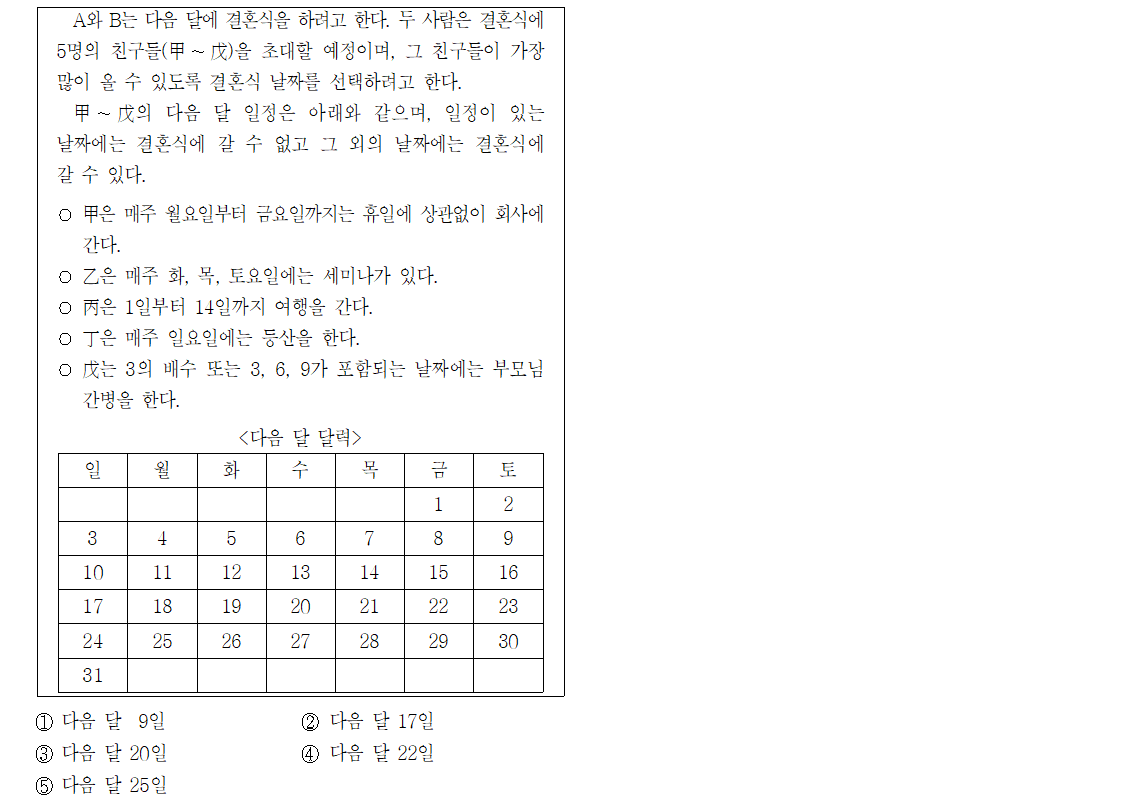 A와 B는 다음 달에 결혼식을 하려고 한다. 두 사람은 결혼식에
5명의 친구들(甲～戊)을 초대할 예정이며, 그 친구들이 가장
많이 올 수 있도록 결혼식 날짜를 선택하려고 한다.
甲～戊의 다음 달 일정은 아래와 같으며, 일정이 있는
날짜에는 결혼식에 갈 수 없고 그 외의 날짜에는 결혼식에
갈 수 있다.
○ 甲은 매주 월요일부터 금요일까지는 휴일에 상관없이 회사에
간다.
○ 乙은 매주 화, 목, 토요일에는 세미나가 있다.
○ 丙은 1일부터 14일까지 여행을 간다.
○ 丁은 매주 일요일에는 등산을 한다.
○ 戊는 3의 배수 또는 3, 6, 9가 포함되는 날짜에는 부모님
간병을 한다.
<다음 달 달력>
일 월 화 수 목 금 토
1 2
3 4 5 6 7 8 9
10 11 12 13 14 15 16
17 18 19 20 21 22 23
24 25 26 27 28 29 30
31
① 다음 달 9일 ② 다음 달 17일
③ 다음 달 20일 ④ 다음 달 22일
⑤ 다음 달 25일